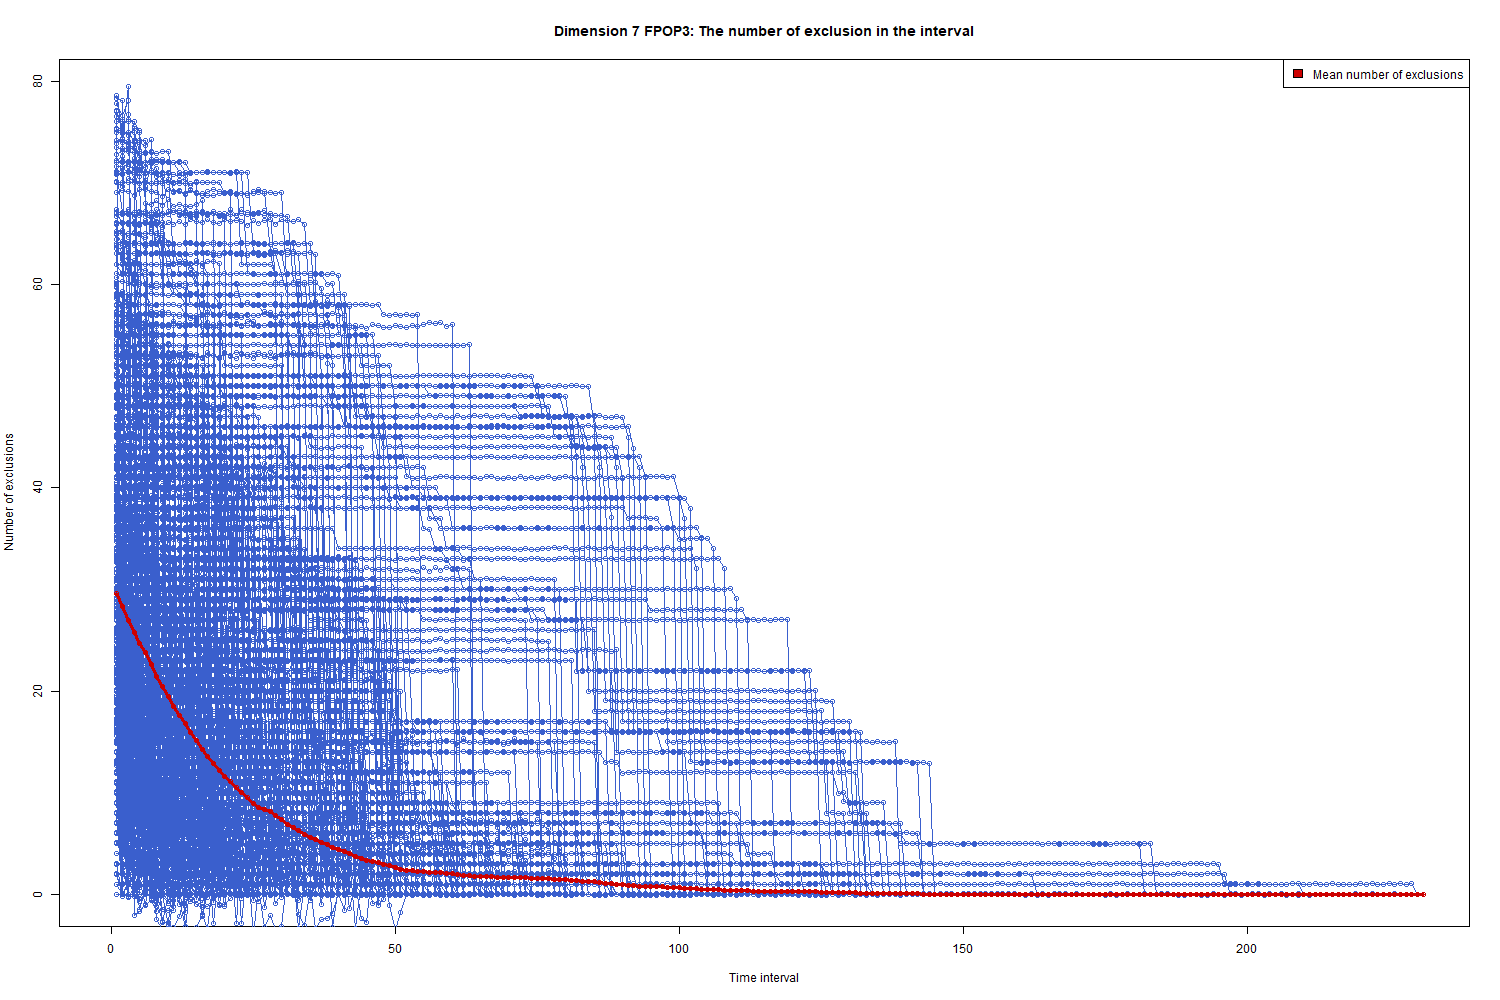 Dimension 7 FPOP3: The number of exclusion in the interval
Mean number of exclusions
Number of exclusions
80
60
40
20
0
0 50 100 150 200
Time interval